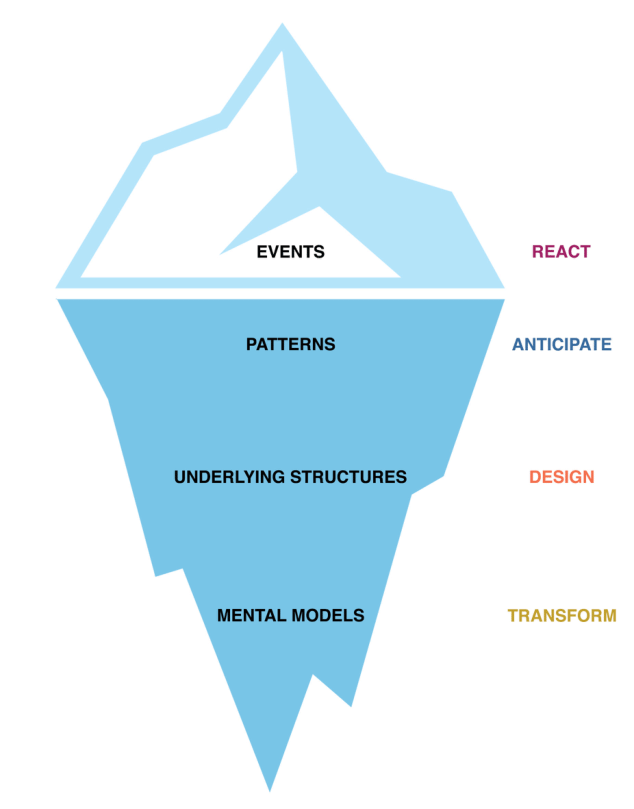 EVENTS REACT
PATTERNS ANTICIPATE
UNDERLYING STRUCTURES DESIGN
MENTAL MODELS TRANSFORM